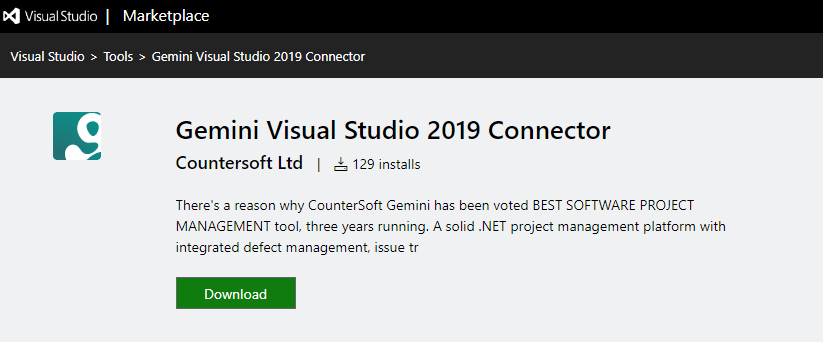 Visual Studio | Marketplace
Visual Studio > Tools > Gemini Visual Studio 2019 Connector
Gemini Visual Studio 2019 Connector
Countersoft Ltd | 129 installs
There's a reason why CounterSoft Gemini has been voted BEST SOFTWARE PROJECT
MANAGEMENT tool, three years running. A solid .NET project management platform with
integrated defect management, issue tr
Download